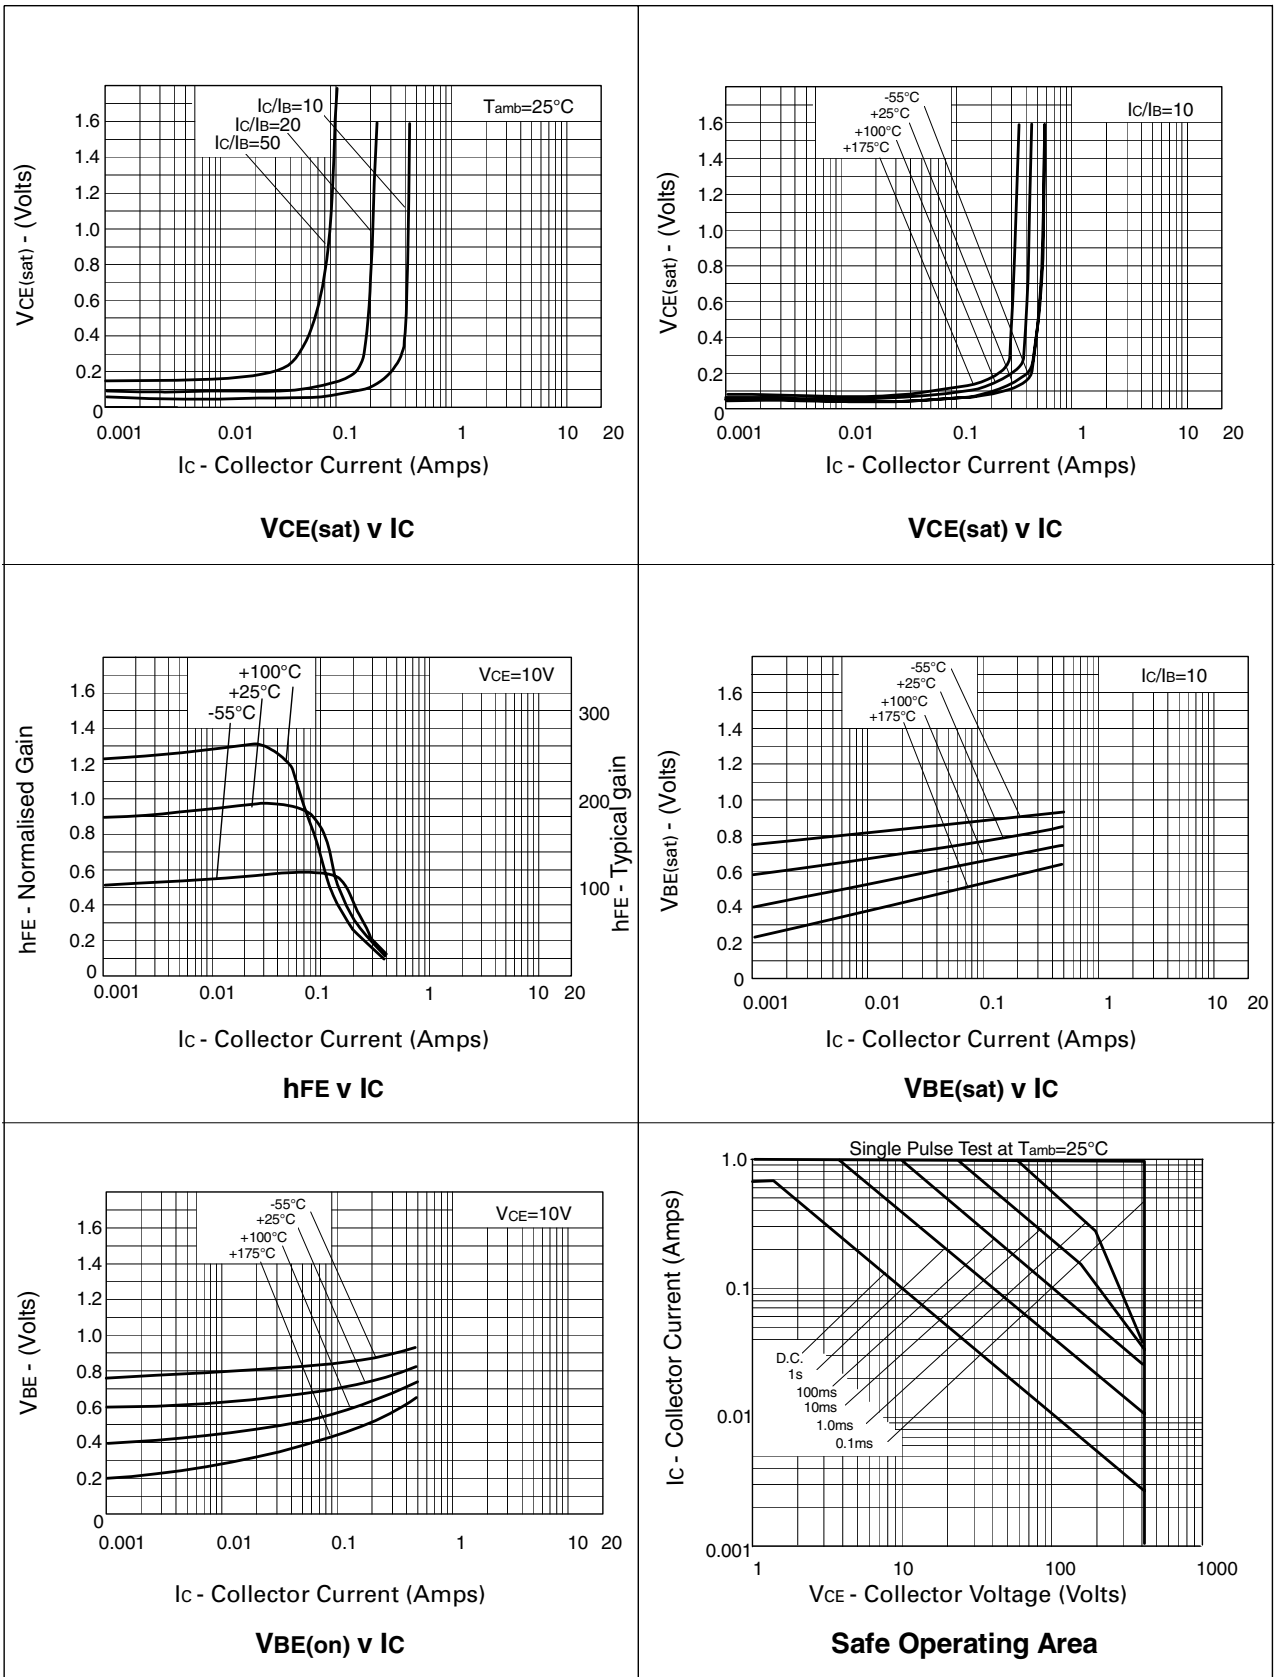 IC/IB=10
IC/IB=20
IC/IB=50
Tamb=25°C
1.6
1.4
1.2
1.0
0.8
0.6
0.4
0.2
0
VCE(sat) - (Volts)
0.001 0.01 0.1 1 10 20
IC - Collector Current (Amps)
VCE(sat) v IC
-55°C
+25°C
+100°C
+175°C
IC/IB=10
1.6
1.4
1.2
1.0
0.8
0.6
0.4
0.2
0
VCE(sat) - (Volts)
0.001 0.01 0.1 1 10 20
IC - Collector Current (Amps)
VCE(sat) v IC
+100°C
+25°C
-55°C
VCE=10V
1.6
1.4
1.2
1.0
0.8
0.6
0.4
0.2
0
hFE - Normalised Gain
300
200
100
hFE - Typical gain
0.001 0.01 0.1 1 10 20
IC - Collector Current (Amps)
hFE v IC
-55°C
+25°C
+100°C
+175°C
IC/IB=10
1.6
1.4
1.2
1.0
0.8
0.6
0.4
0.2
0
VBE(sat) - (Volts)
0.001 0.01 0.1 1 10 20
IC - Collector Current (Amps)
VBE(sat) v IC
-55°C
+25°C
+100°C
+175°C
VCE=10V
1.6
1.4
1.2
1.0
0.8
0.6
0.4
0.2
0
VBE - (Volts)
0.001 0.01 0.1 1 10 20
IC - Collector Current (Amps)
VBE(on) v IC
Single Pulse Test at Tamb=25°C
1.0
0.1
0.01
0.001
IC - Collector Current (Amps)
D.C.
1s
100ms
10ms
1.0ms
0.1ms
1 10 100 1000
VCE - Collector Voltage (Volts)
Safe Operating Area